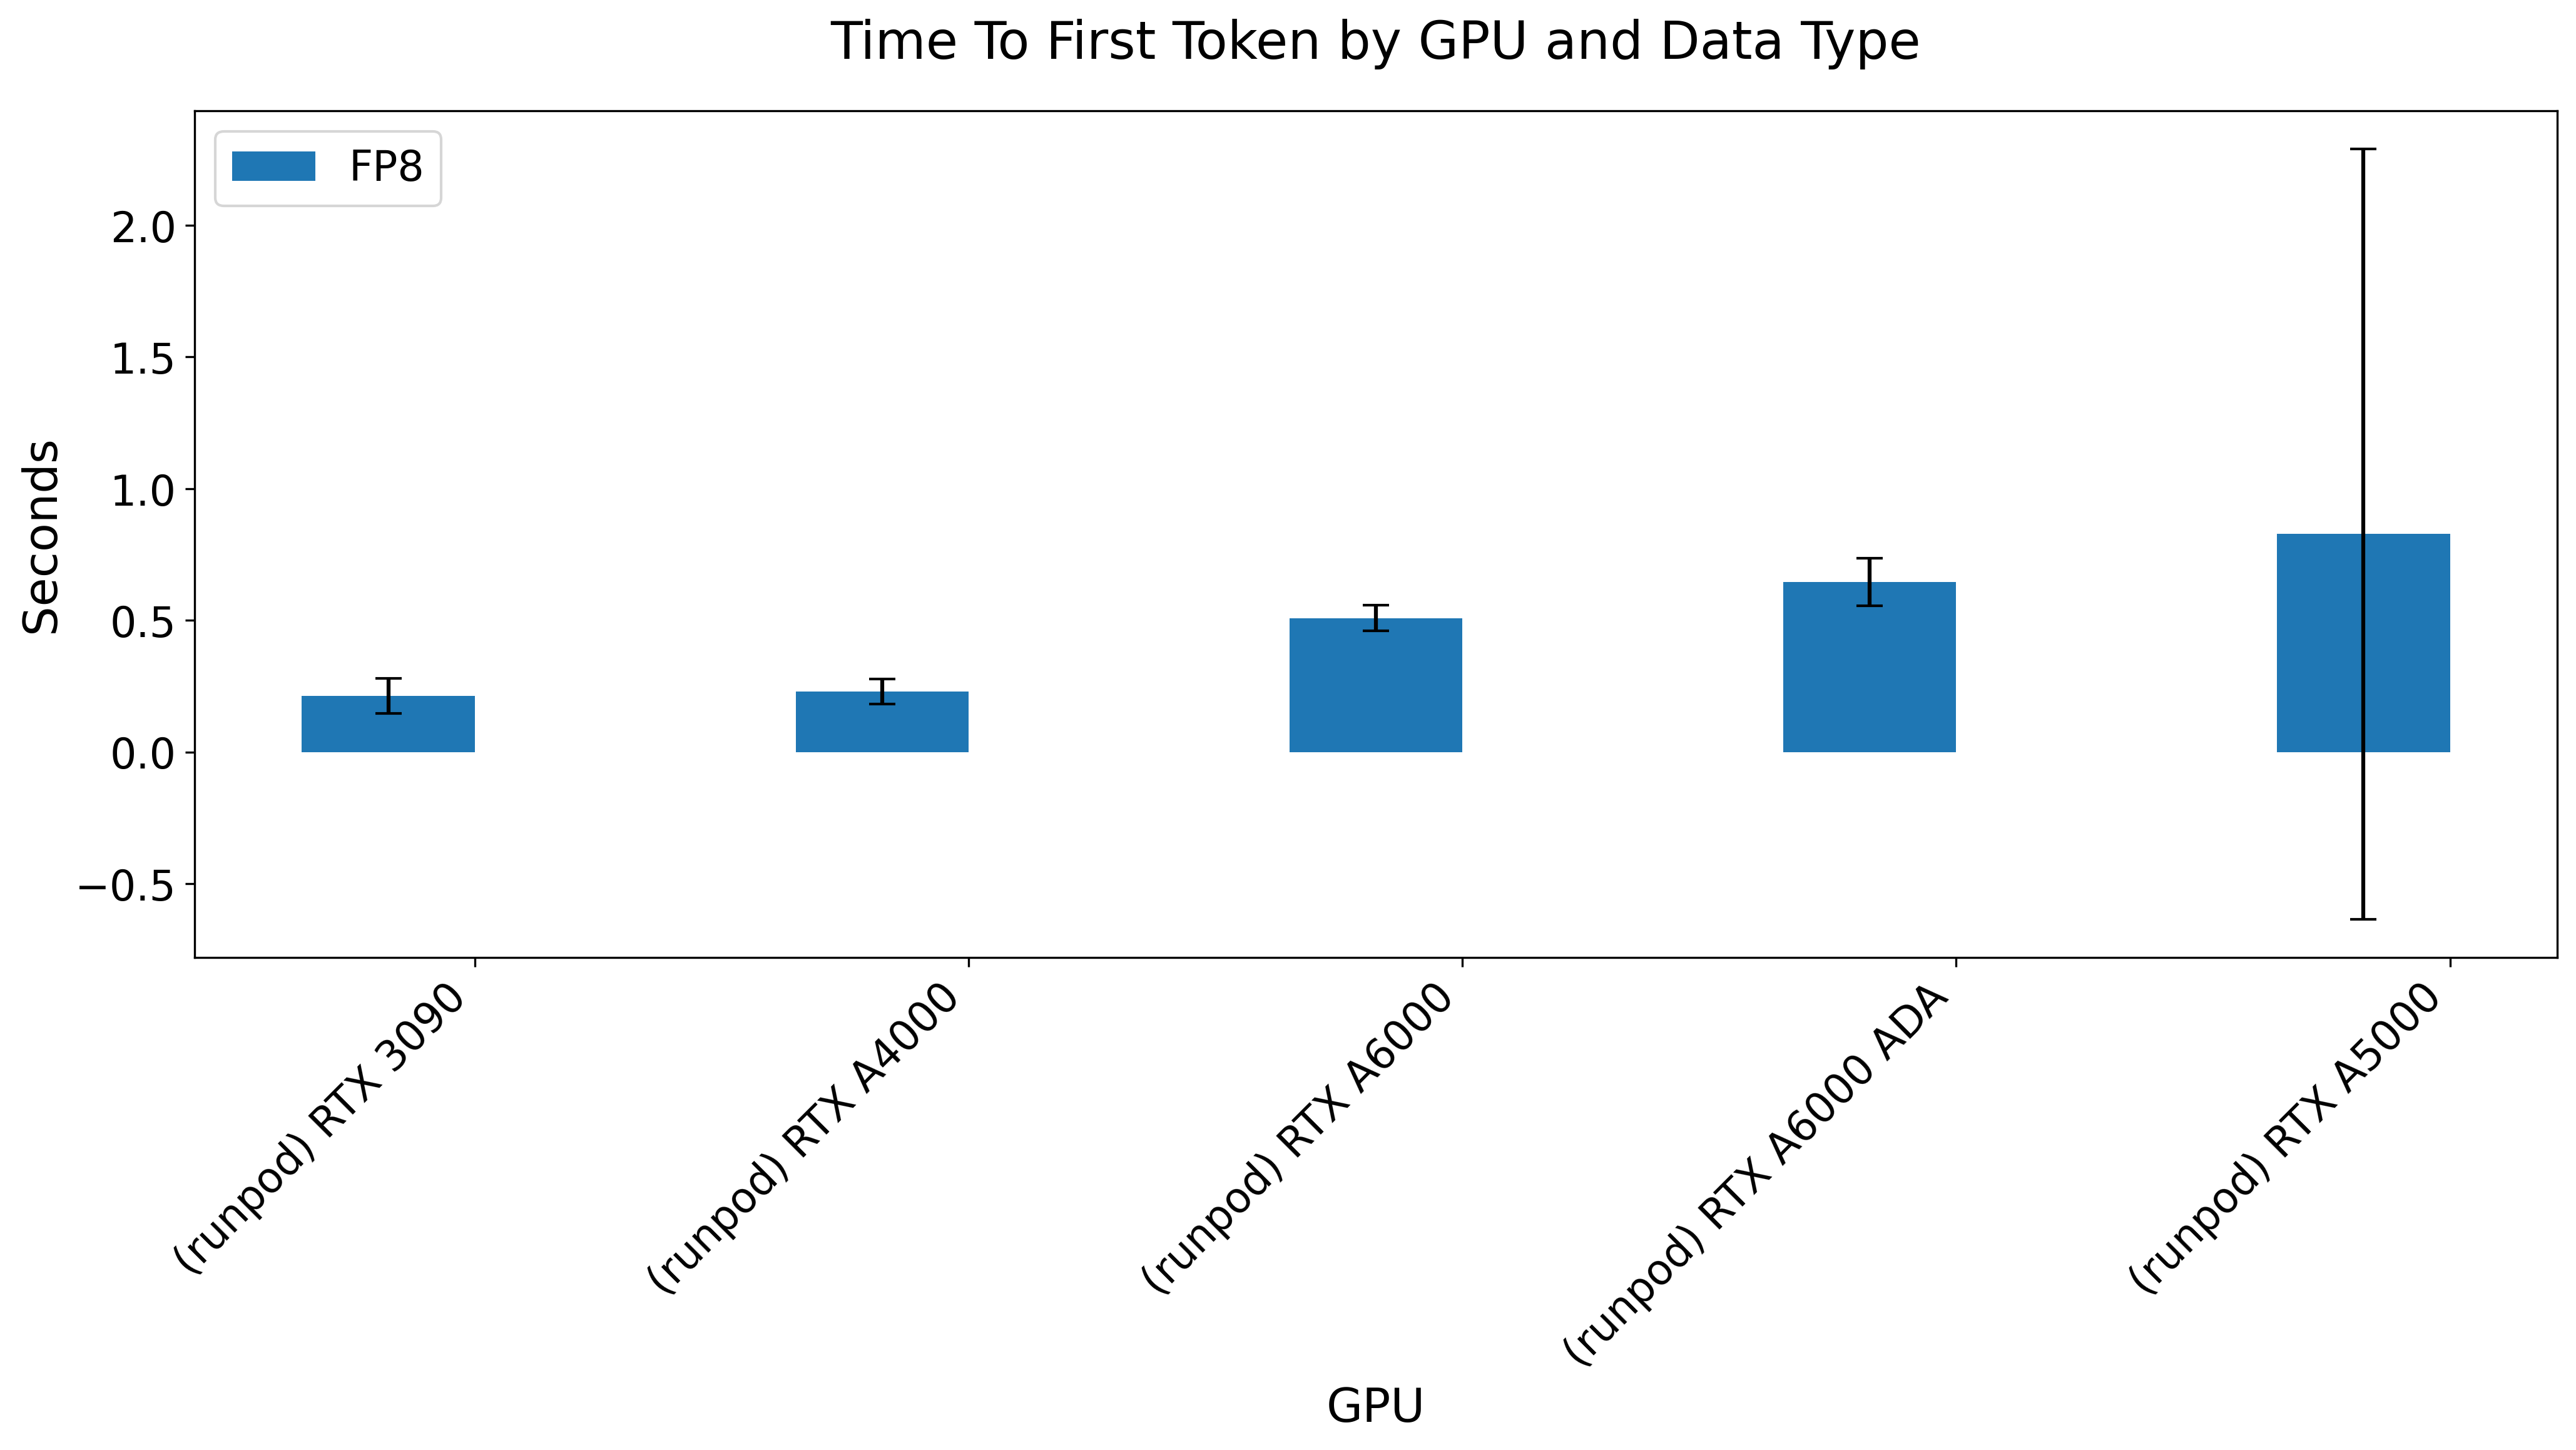 Time To First Token by GPU and Data Type
FP8
Seconds
2.0
1.5
1.0
0.5
0.0
−0.5
(runpod) RTX 3090
(runpod) RTX A4000
(runpod) RTX A6000
(runpod) RTX A6000 ADA
(runpod) RTX A5000
GPU